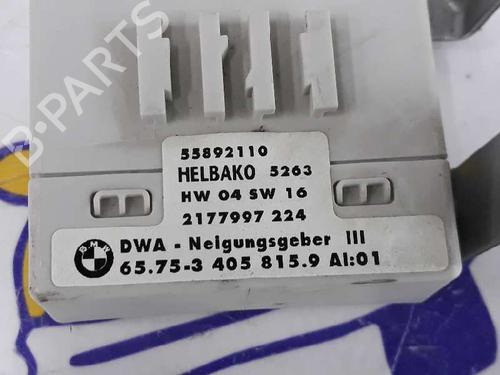 B-PARTS
55892110
HELBAKO 5263
HW 04 SW 16
2177997 224
BMW
DWA - Neigungsgeber III
65.75-3 405 815.9 AI:01